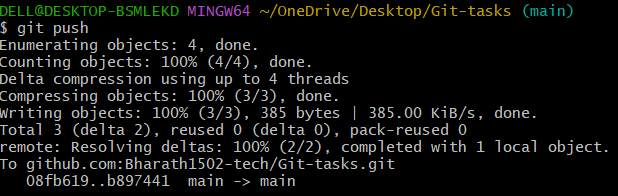 DELL@DESKTOP-BSMLEKD MINGW64 ~/OneDrive/Desktop/Git-tasks (main)
$ git push
Enumerating objects: 4, done.
Counting objects: 100% (4/4), done.
Delta compression using up to 4 threads
Compressing objects: 100% (3/3), done.
Writing objects: 100% (3/3), 385 bytes | 385.00 KiB/s, done.
Total 3 (delta 2), reused 0 (delta 0), pack-reused 0
remote: Resolving deltas: 100% (2/2), completed with 1 local object.
To github.com:Bharath1502-tech/Git-tasks.git
   08fb619..b897441  main -> main